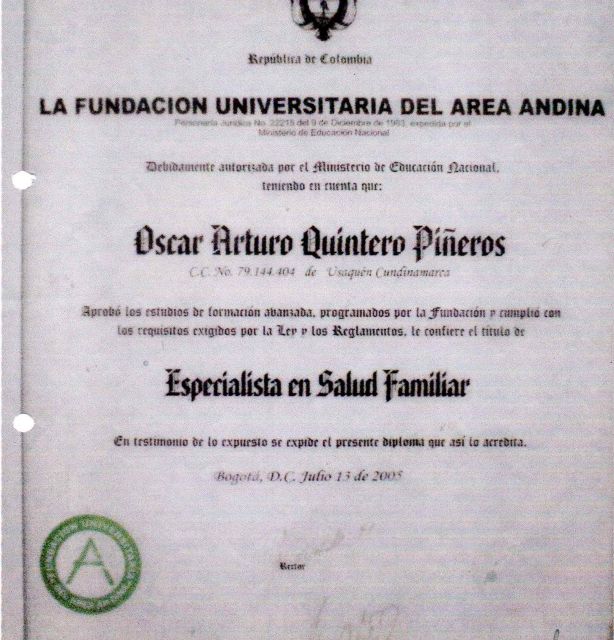 República de Colombia
LA FUNDACION UNIVERSITARIA DEL AREA ANDINA
Personería Jurídica No. 22215 del 9 de Diciembre de 1983, expedida por el
Ministerio de Educación Nacional
Debidamente autorizada por el Ministerio de Educación Nacional,
teniendo en cuenta que:
Oscar Arturo Quintero Piñeros
C.C. No. 79.144.404 de Usaquén Cundinamarca
Aprobó los estudios de formación avanzada, programados por la Fundación y cumplió con
los requisitos exigidos por la Ley y los Reglamentos, le confiere el título de
Especialista en Salud Familiar
En testimonio de lo expuesto se expide el presente diploma que así lo acredita.
Bogotá, D.C. Julio 13 de 2005
Rector
FUNDACION UNIVERSITARIA
A